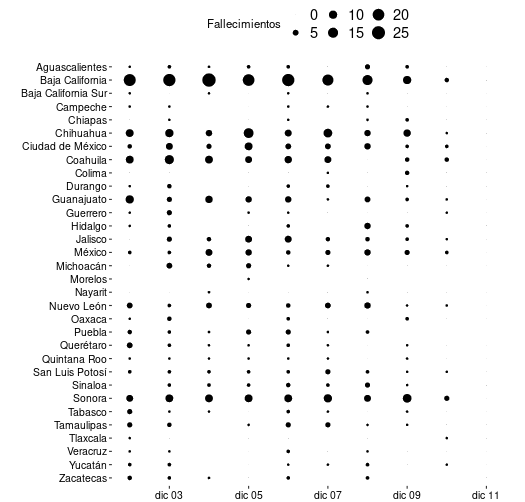 Fallecimientos
0 10 20
5 15 25
Aguascalientes
Baja California
Baja California Sur
Campeche
Chiapas
Chihuahua
Ciudad de México
Coahuila
Colima
Durango
Guanajuato
Guerrero
Hidalgo
Jalisco
México
Michoacán
Morelos
Nayarit
Nuevo León
Oaxaca
Puebla
Querétaro
Quintana Roo
San Luis Potosí
Sinaloa
Sonora
Tabasco
Tamaulipas
Tlaxcala
Veracruz
Yucatán
Zacatecas
dic 03 dic 05 dic 07 dic 09 dic 11